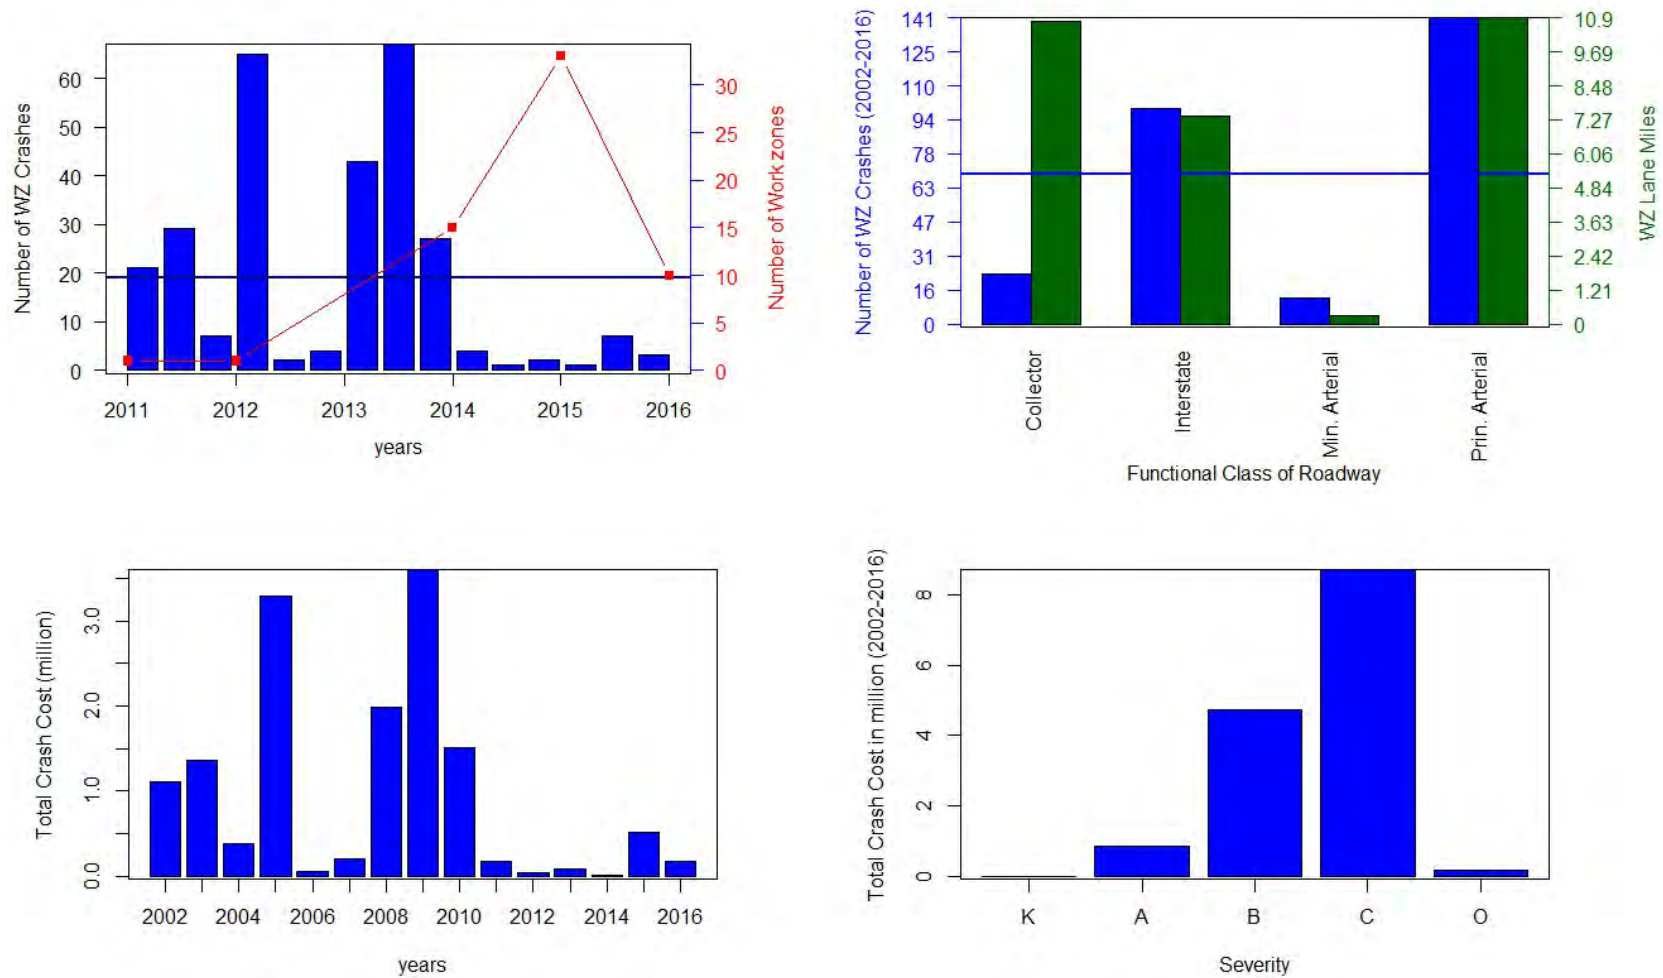 Number of WZ Crashes
60
50
40
30
20
10
0
30
25
20
15
10
5
0
Number of Work zones
2011 2012 2013 2014 2015 2016
years
Number of WZ Crashes (2002-2016)
141
125
110
94
78
63
47
31
16
0
10.9
9.69
8.48
7.27
6.06
4.84
3.63
2.42
1.21
0
WZ Lane Miles
Collector
Interstate
Min. Arterial
Prin. Arterial
Functional Class of Roadway
Total Crash Cost (million)
3.0
2.0
1.0
0.0
2002 2004 2006 2008 2010 2012 2014 2016
years
Total Crash Cost in million (2002-2016)
8
6
4
2
0
K A B C O
Severity